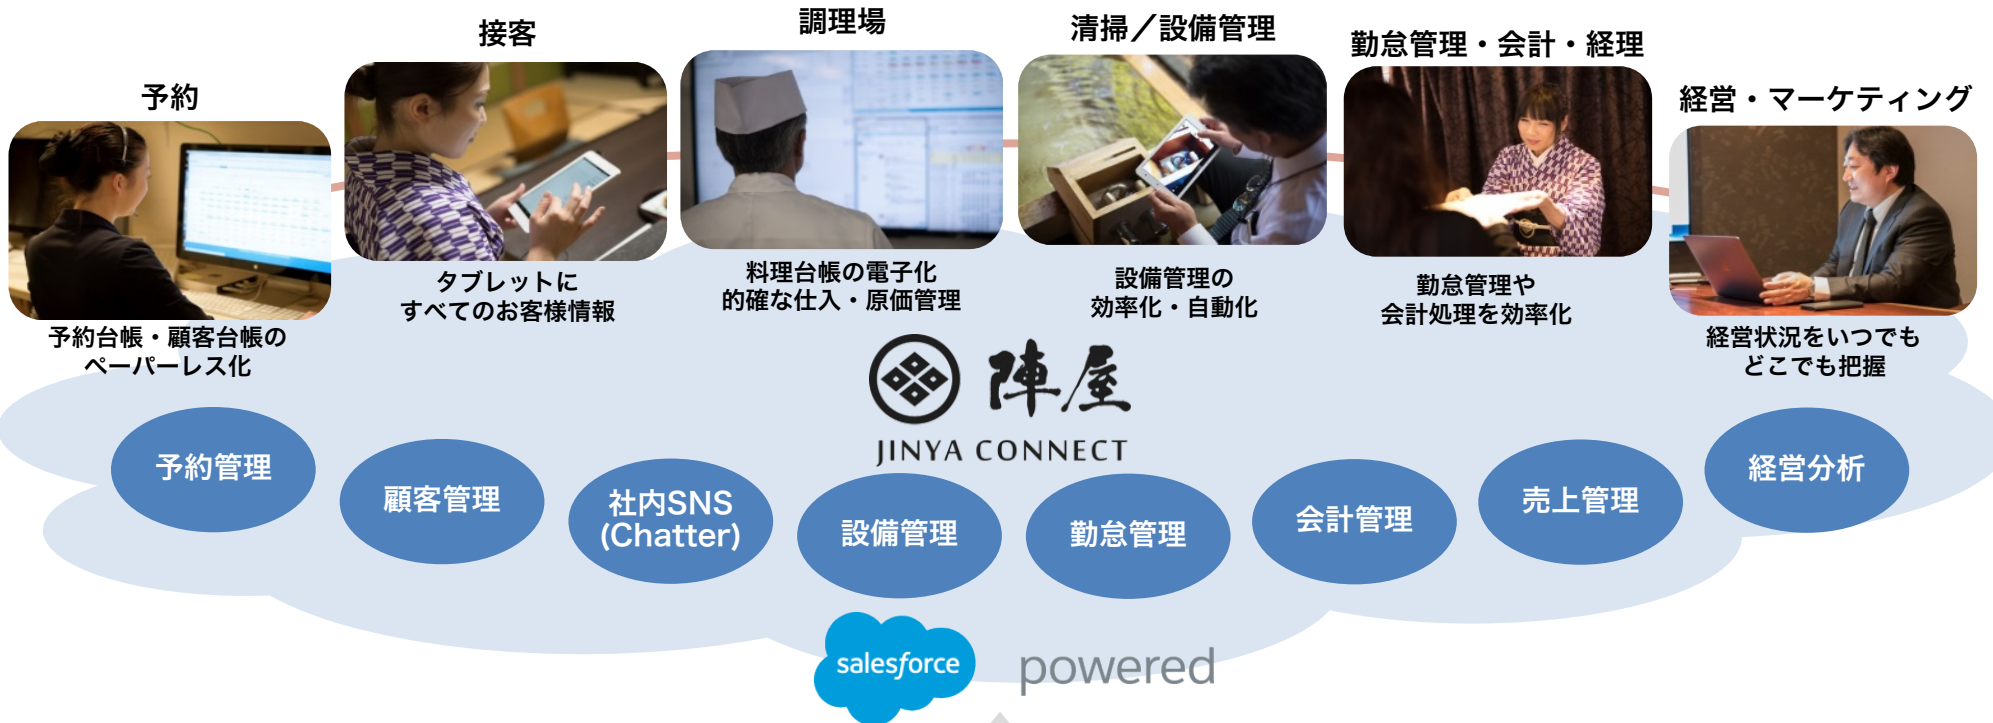 予約
接客
調理場
清掃／設備管理
勤怠管理・会計・経理
経営・マーケティング
予約台帳・顧客台帳の
ペーパーレス化
タブレットに
すべてのお客様情報
料理台帳の電子化
的確な仕入・原価管理
設備管理の
効率化・自動化
勤怠管理や
会計処理を効率化
経営状況をいつでも
どこでも把握
陣屋
JINYA CONNECT
予約管理
顧客管理
社内SNS
(Chatter)
設備管理
勤怠管理
会計管理
売上管理
経営分析
salesforce
powered